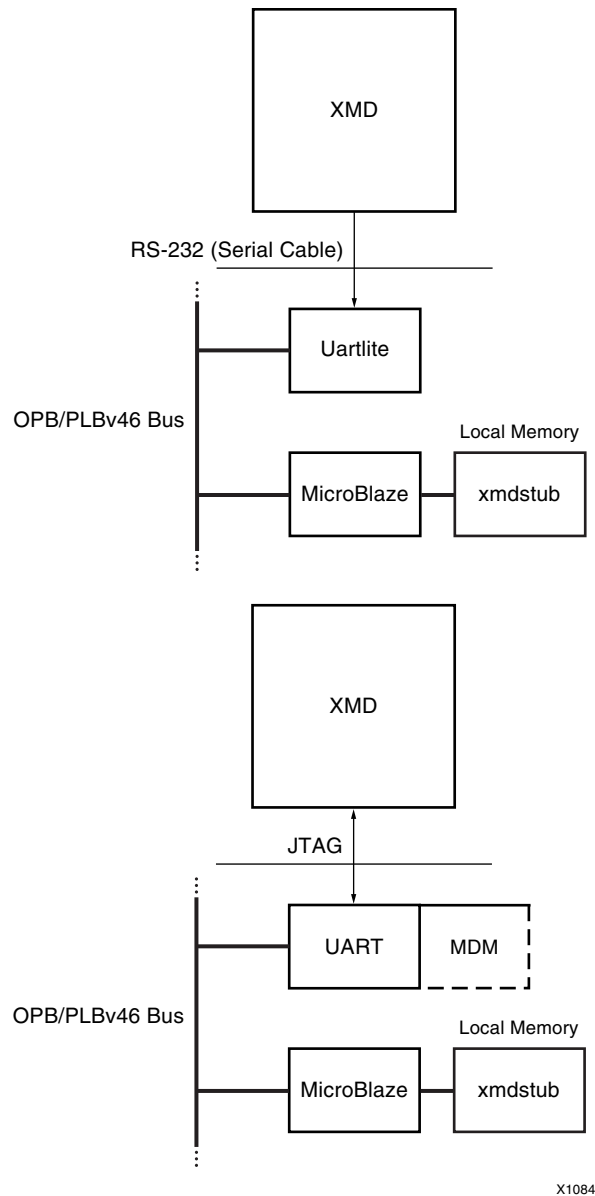 XMD
RS-232 (Serial Cable)
Uartlite
OPB/PLBv46 Bus
Local Memory
MicroBlaze
xmdstub
XMD
JTAG
UART
MDM
OPB/PLBv46 Bus
Local Memory
MicroBlaze
xmdstub
X1084